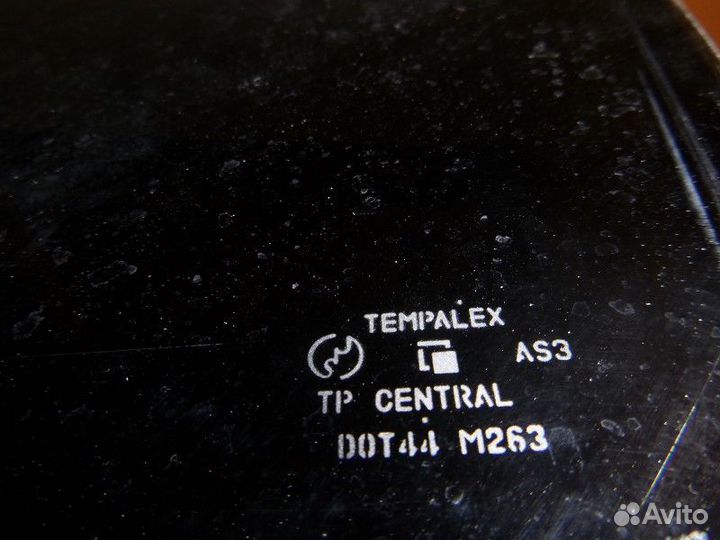 TEMPALEX
AS3
TP CENTRAL
DOT44 M263
Avito